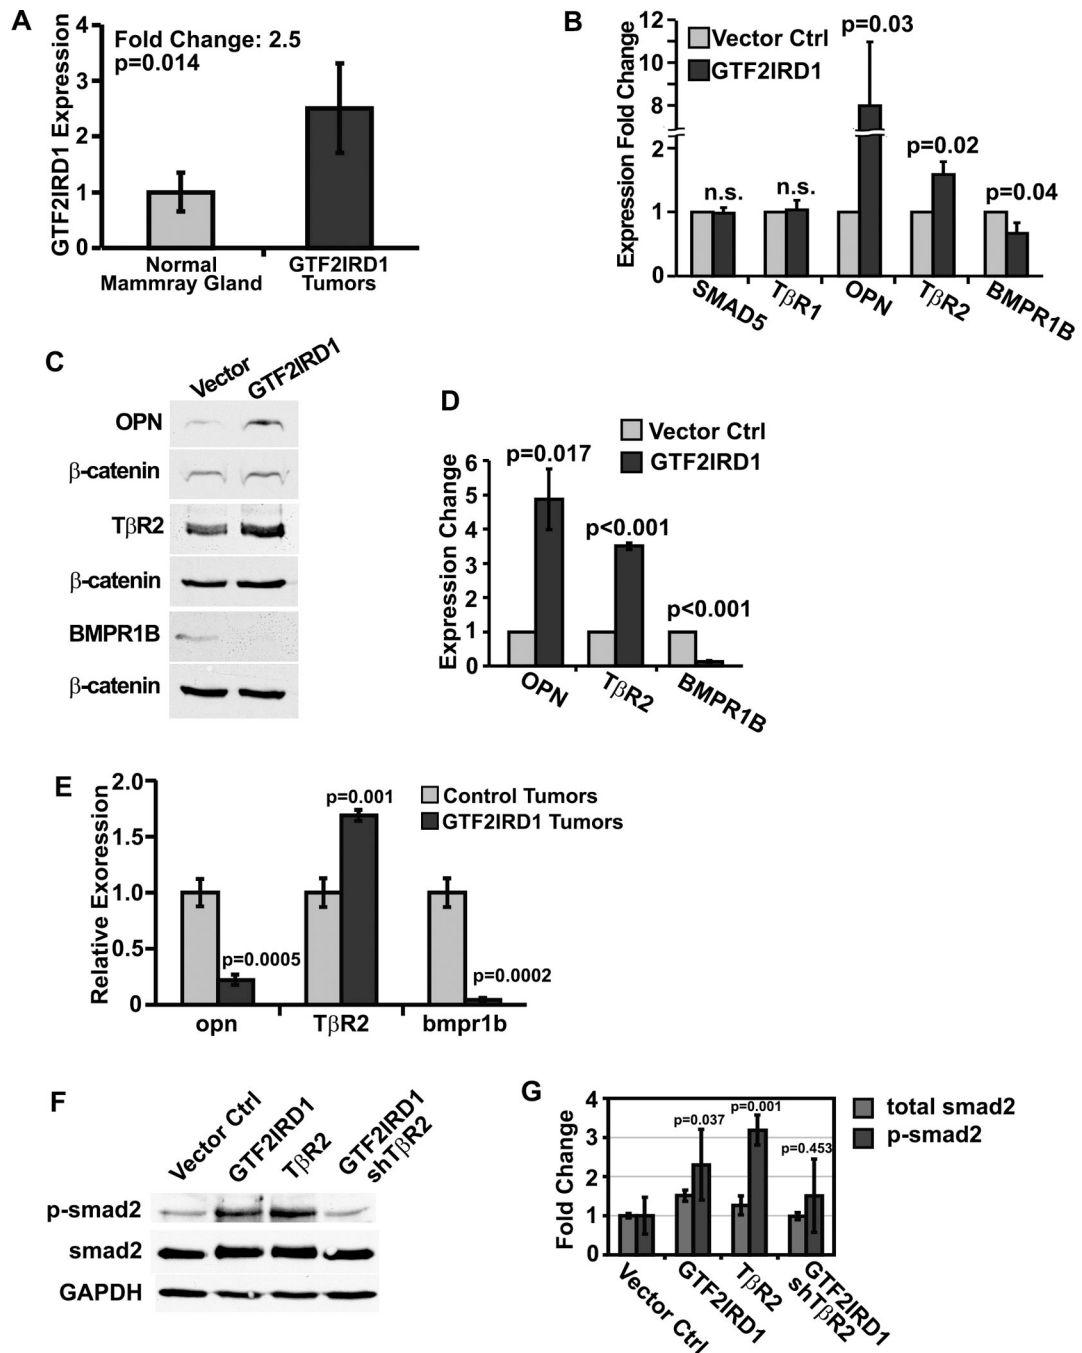 A
GTF2IRD1 Expression
4
3
2
1
0
Fold Change: 2.5
p=0.014
Normal
Mammray Gland
GTF2IRD1
Tumors
B
Expression Fold Change
12
10
8
2
1
0
Vector Ctrl
GTF2IRD1
n.s.
n.s.
p=0.03
p=0.02
p=0.04
SMAD5
TβR1
OPN
TβR2
BMPR1B
C
Vector
GTF2IRD1
OPN
β-catenin
TβR2
β-catenin
BMPR1B
β-catenin
D
Vector Ctrl
GTF2IRD1
Expression Change
6
5
4
3
2
1
0
p=0.017
p<0.001
p<0.001
OPN
TβR2
BMPR1B
E
Relative Exoression
2.0
1.5
1.0
0.5
0
Control Tumors
GTF2IRD1 Tumors
p=0.0005
p=0.001
p=0.0002
opn
TβR2
bmpr1b
F
Vector Ctrl
GTF2IRD1
TβR2
GTF2IRD1
shTβR2
p-smad2
smad2
GAPDH
G
Fold Change
4
3
2
1
0
p=0.037
p=0.001
p=0.453
total smad2
p-smad2
Vector Ctrl
GTF2IRD1
TβR2
GTF2IRD1
shTβR2